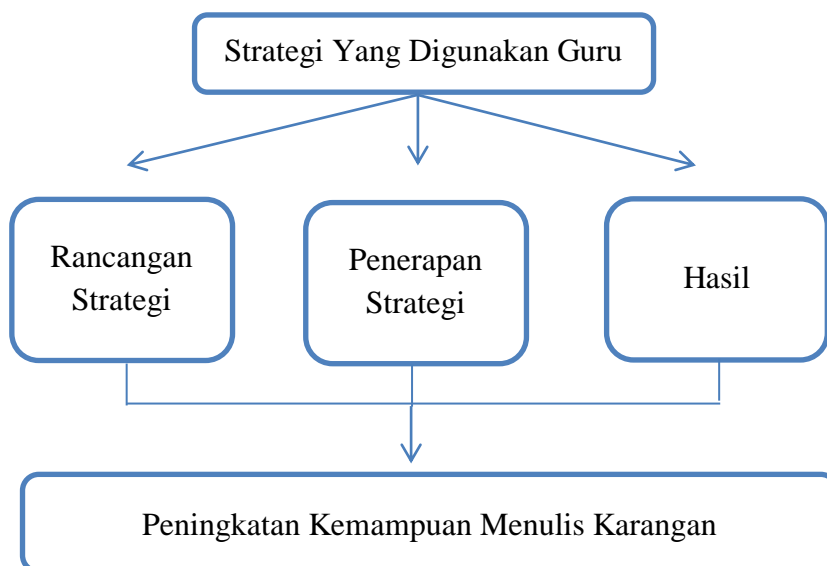 Strategi Yang Digunakan Guru
Rancangan
Strategi
Penerapan
Strategi
Hasil
Peningkatan Kemampuan Menulis Karangan